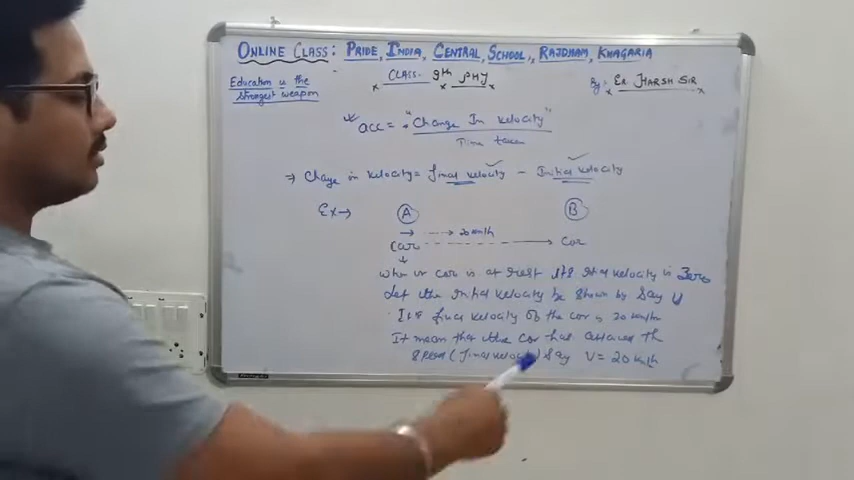 ONLINE CLASS: PRIDE, INDIA, CENTRAL, SCHOOL, RAJDHAM, KHAGARIA
Education is the strongest weapon
CLASS- 9th PHY
By: Er HARSH SIR
acc = "Change In velocity"
Time taken
→ Change in velocity = final velocity - Initial velocity
Ex→ A B
→ ---→ 20 km/h
Car Car
When car is at rest its velocity is Zero
Let the initial velocity be shown by Say U
If final velocity of the car is 20 km/h
It mean that the car has attained th
Speed (final velocity) Say V = 20 km/h